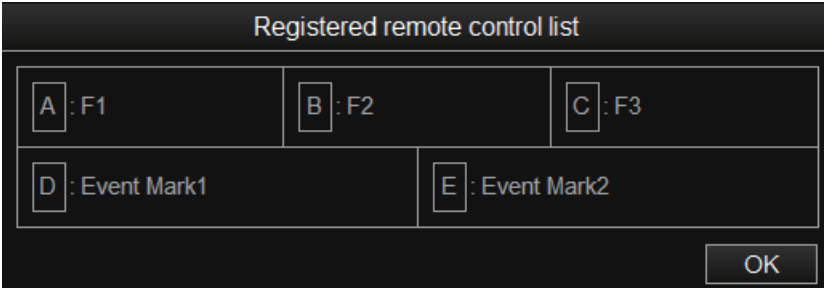 Registered remote control list
A : F1 B : F2 C : F3
D : Event Mark1 E : Event Mark2
OK